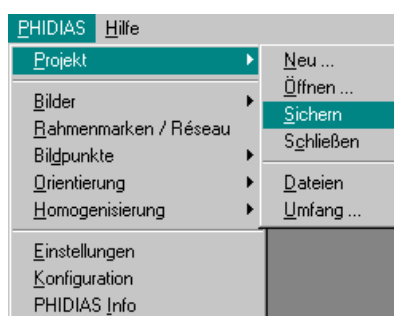 PHIDIAS Hilfe
Projekt
Bilder
Rahmenmarken / Réseau
Bildpunkte
Orientierung
Homogenisierung
Einstellungen
Konfiguration
PHIDIAS Info
Neu ...
Öffnen ...
Sichern
Schließen
Dateien
Umfang ...